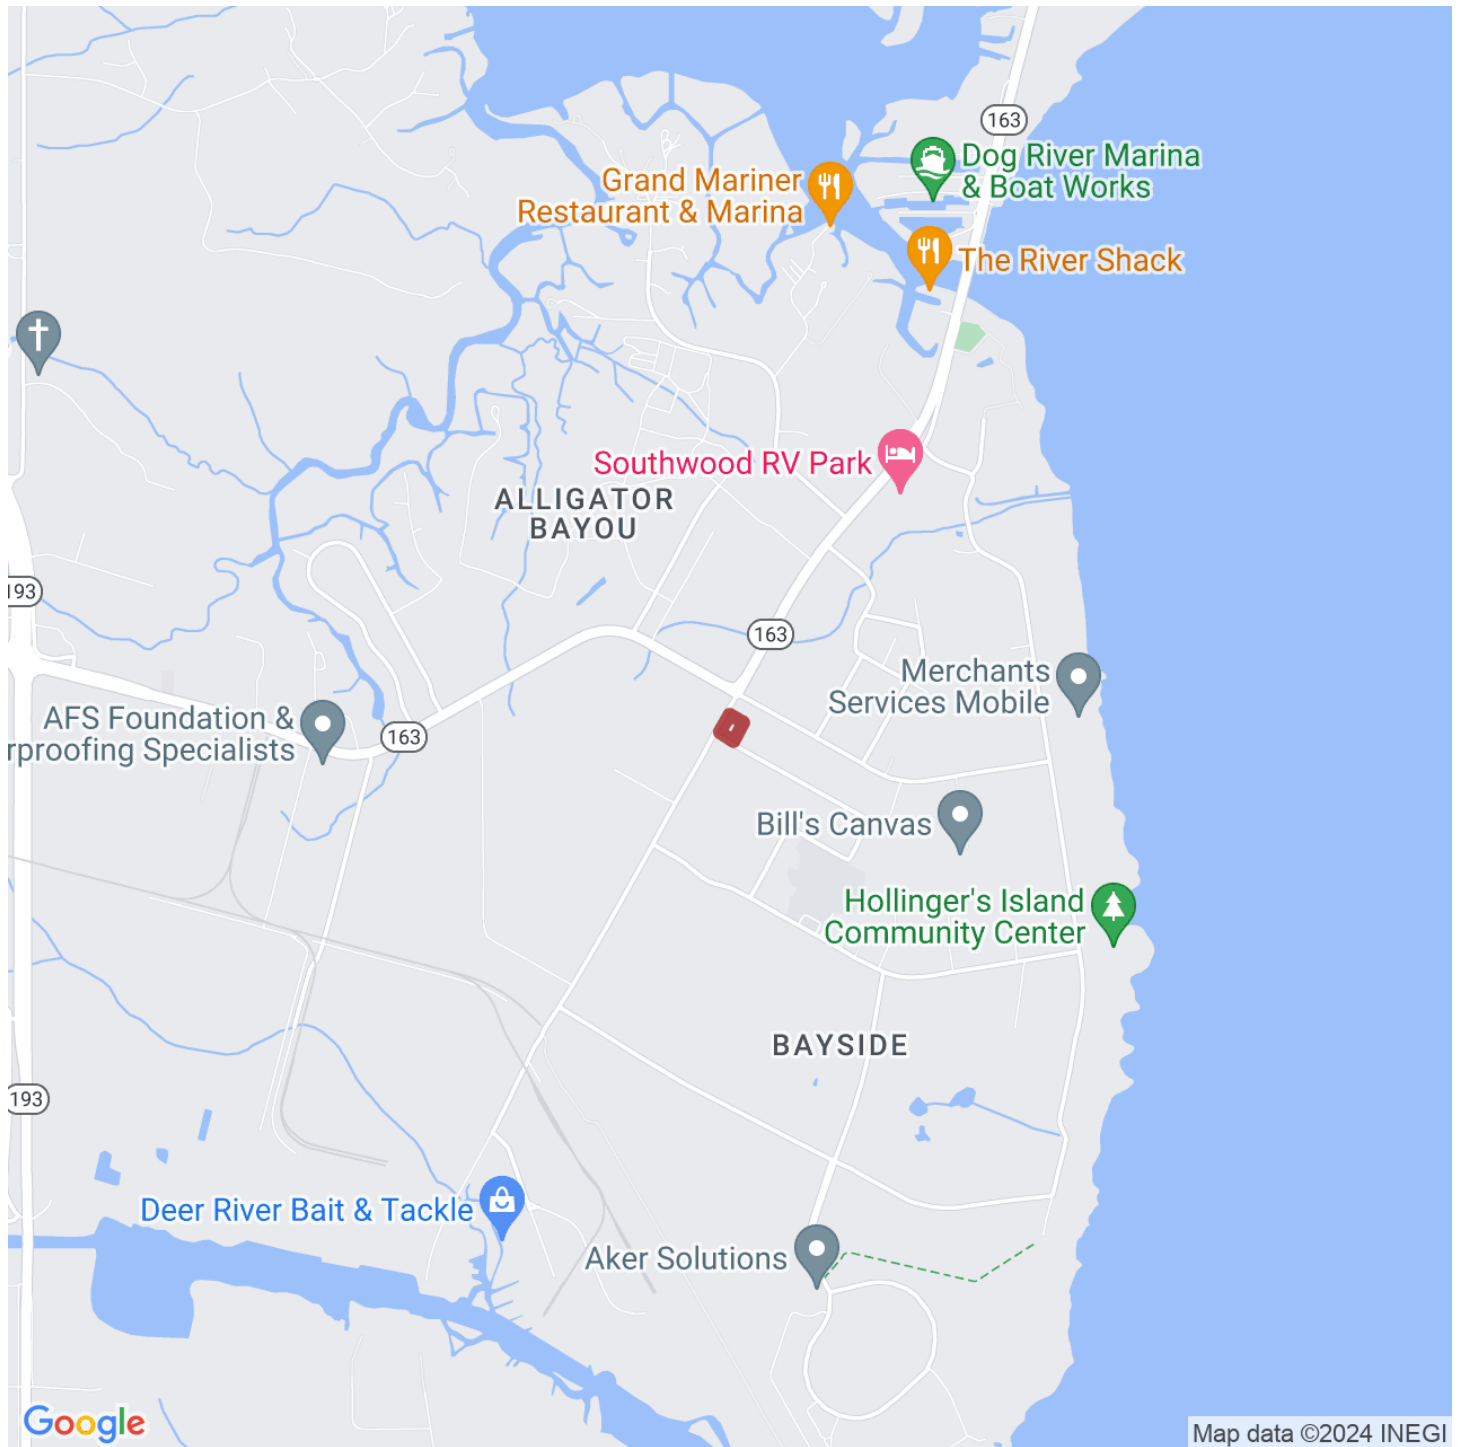 163
Dog River Marina
& Boat Works
Grand Mariner
Restaurant & Marina
The River Shack
Southwood RV Park
ALLIGATOR
BAYOU
193
163
Merchants
Services Mobile
AFS Foundation &
rproofing Specialists
163
Bill's Canvas
Hollinger's Island
Community Center
BAYSIDE
193
Deer River Bait & Tackle
Aker Solutions
Google
Map data ©2024 INEGI